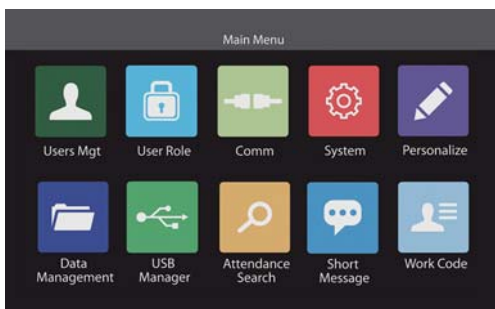 Main Menu
Users Mgt
User Role
Comm
System
Personalize
Data
Management
USB
Manager
Attendance
Search
Short
Message
Work Code